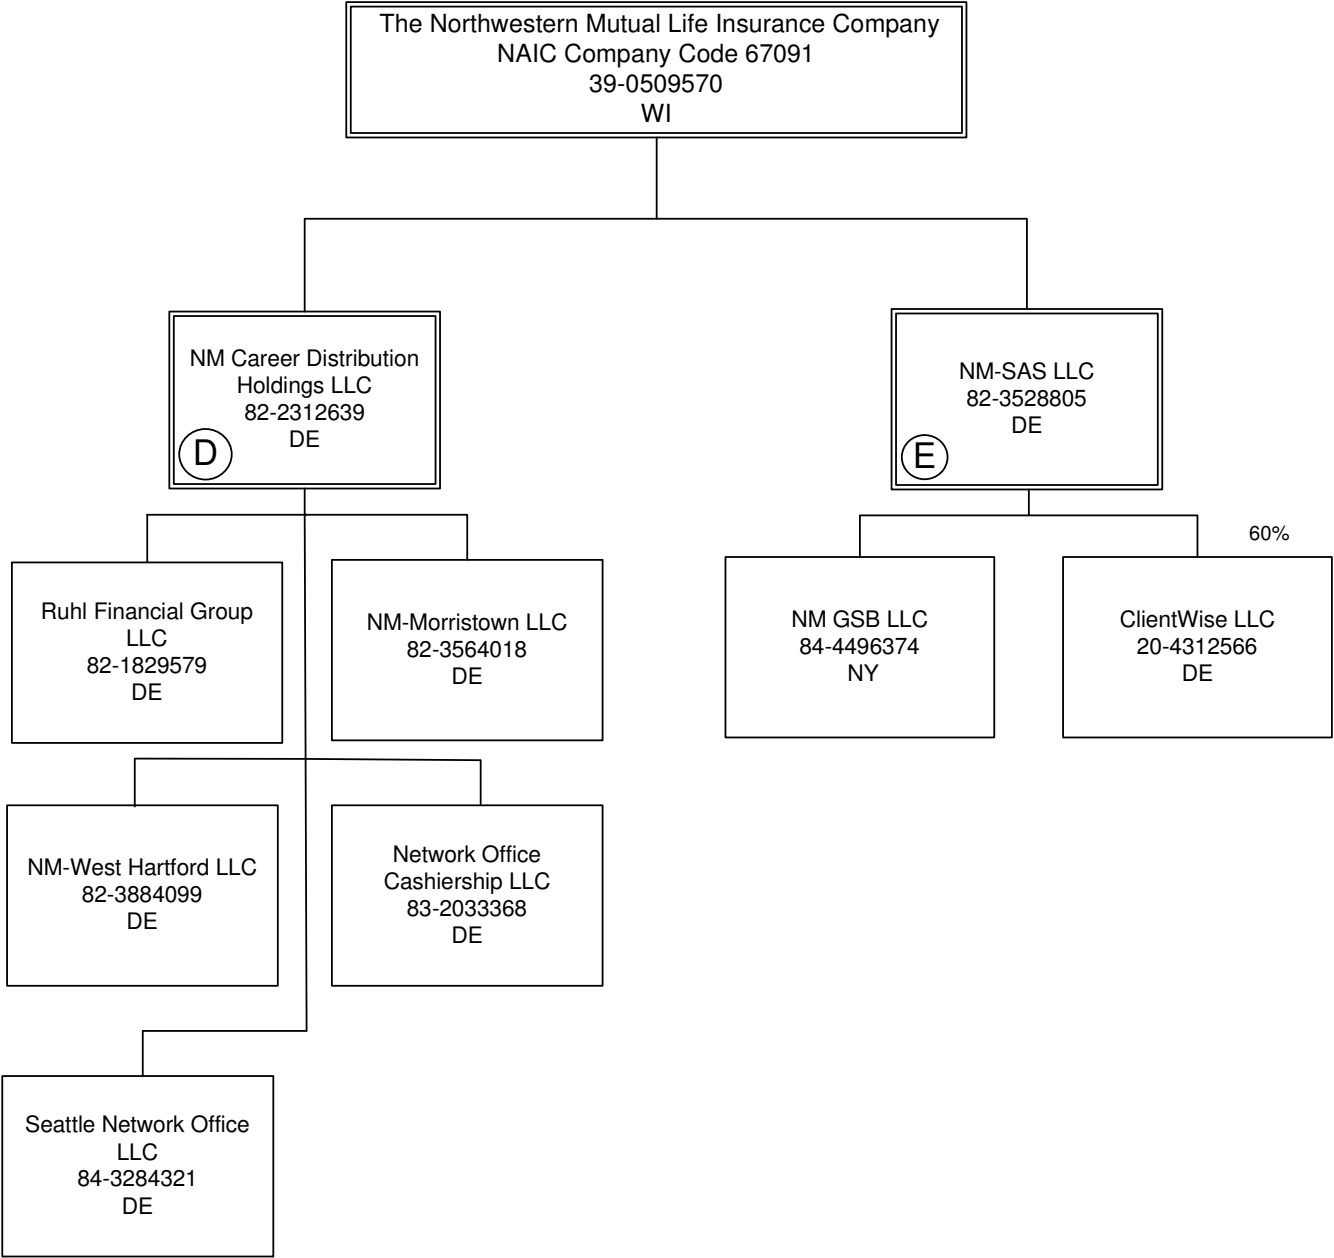 The Northwestern Mutual Life Insurance Company
NAIC Company Code 67091
39-0509570
WI
NM Career Distribution
Holdings LLC
82-2312639
DE
D
NM-SAS LLC
82-3528805
DE
E
Ruhl Financial Group
LLC
82-1829579
DE
NM-Morristown LLC
82-3564018
DE
NM GSB LLC
84-4496374
NY
60%
ClientWise LLC
20-4312566
DE
NM-West Hartford LLC
82-3884099
DE
Network Office
Cashiership LLC
83-2033368
DE
Seattle Network Office
LLC
84-3284321
DE